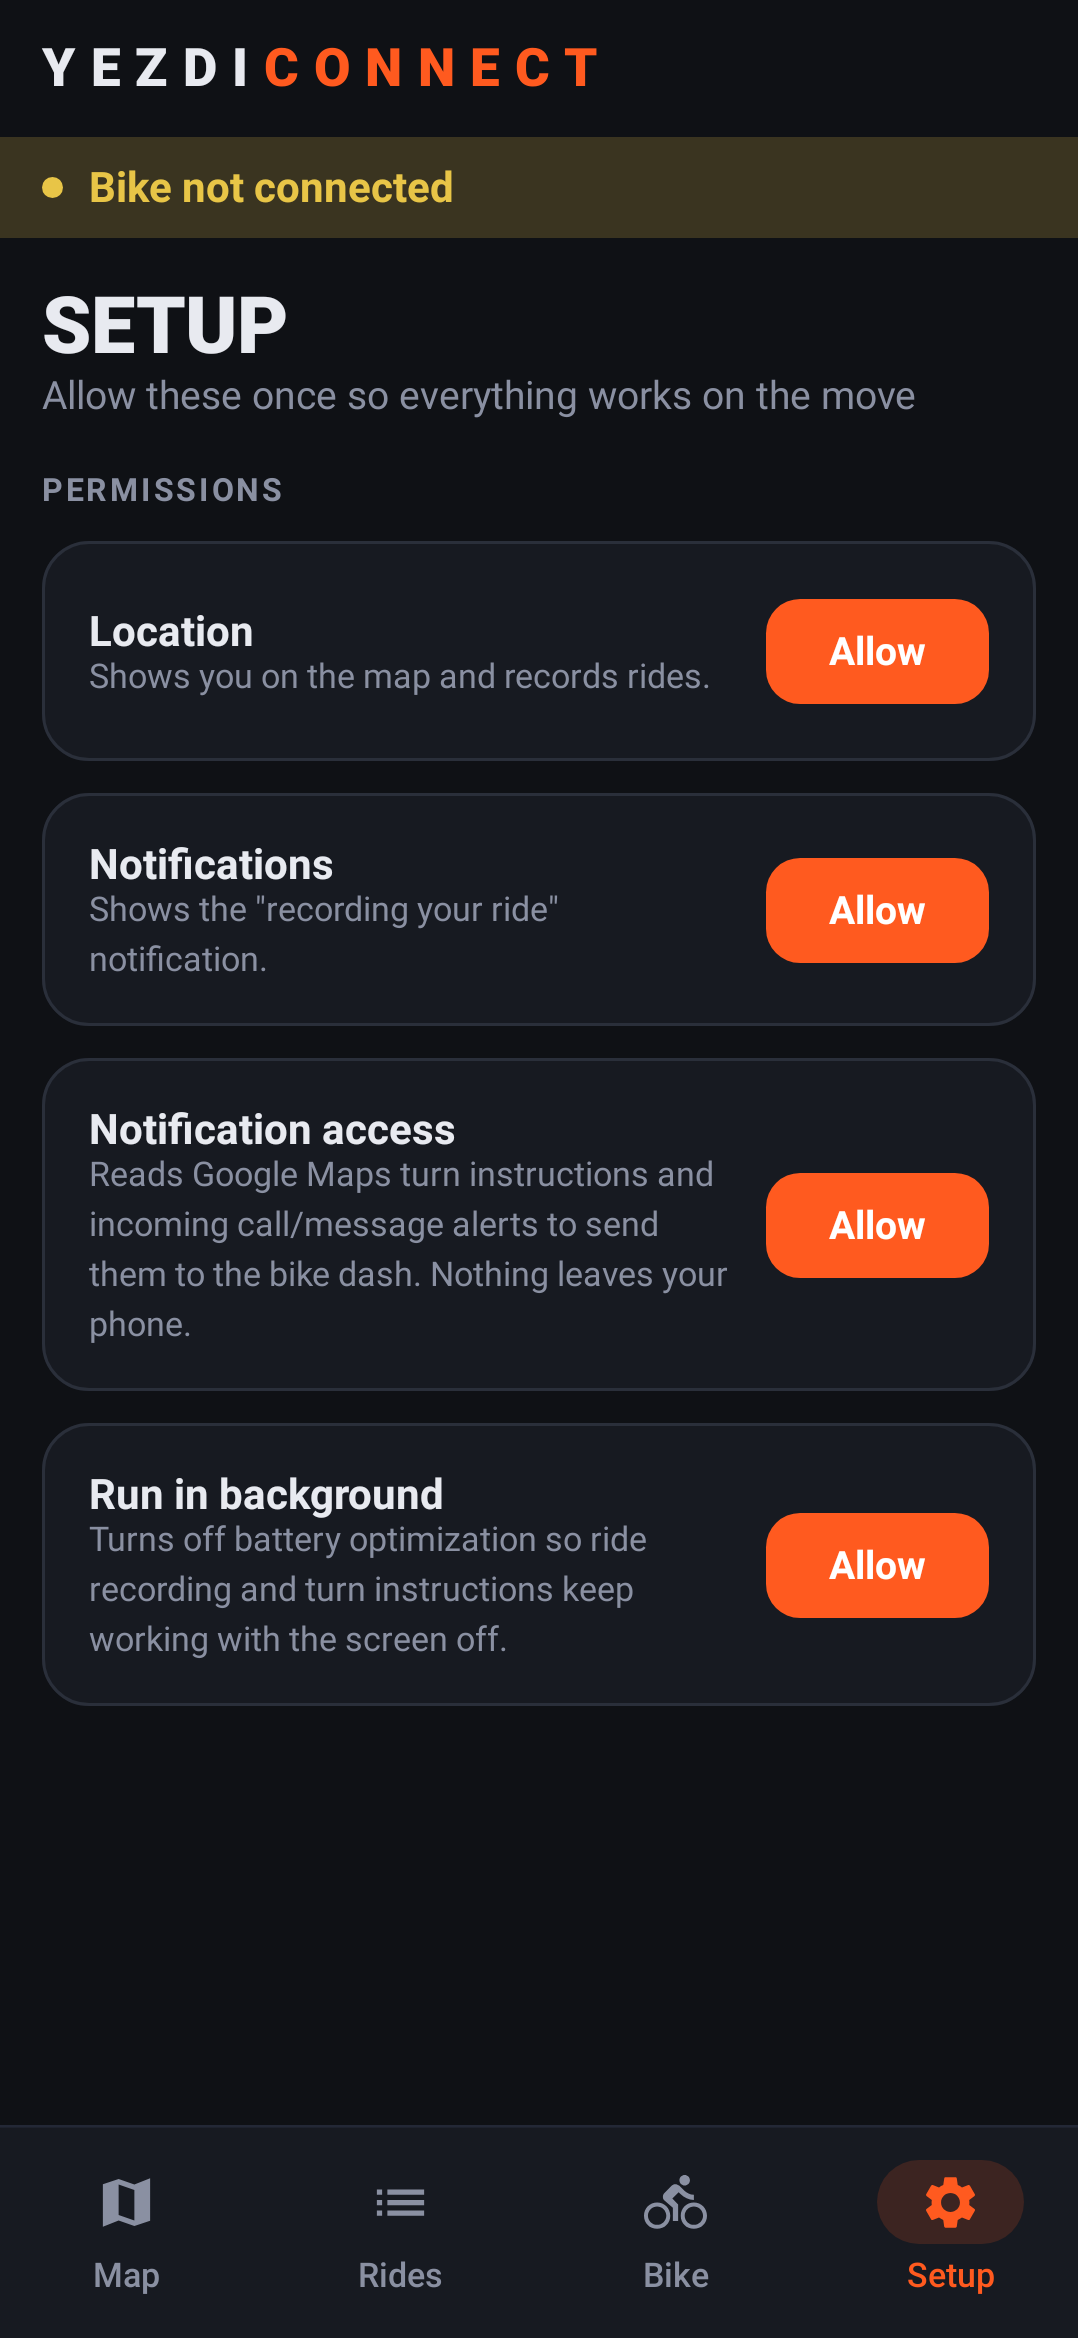 YEZDICONNECT
Bike not connected
SETUP
Allow these once so everything works on the move
PERMISSIONS
Location
Shows you on the map and records rides.
Allow
Notifications
Shows the "recording your ride"
notification.
Allow
Notification access
Reads Google Maps turn instructions and
incoming call/message alerts to send
them to the bike dash. Nothing leaves your
phone.
Allow
Run in background
Turns off battery optimization so ride
recording and turn instructions keep
working with the screen off.
Allow
Map
Rides
Bike
Setup